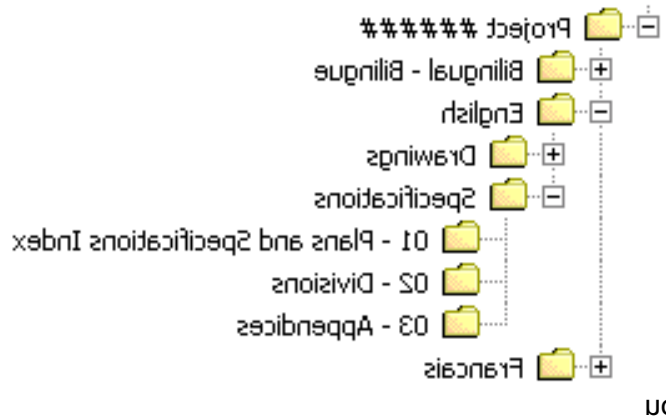 Project ######
Bilingual - Bilingue
English
Drawings
Specifications
01 - Plans and Specifications Index
02 - Divisions
03 - Appendices
Francais